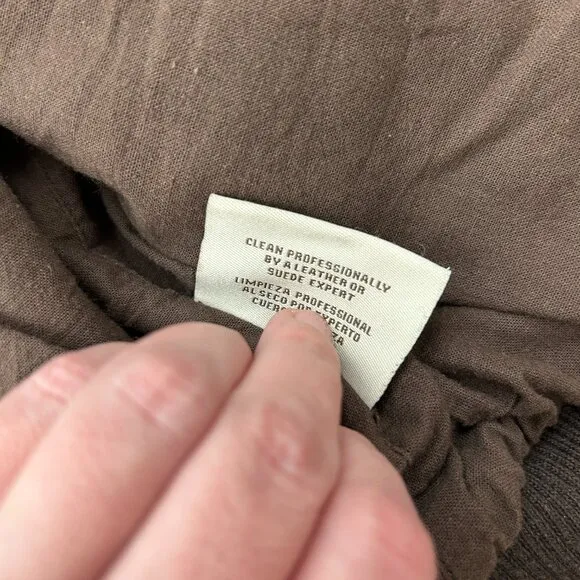 CLEAN PROFESSIONALLY
BY A LEATHER OR
SUEDE EXPERT
LIMPIEZA PROFESSIONAL
AL SECO POR EXPERTO